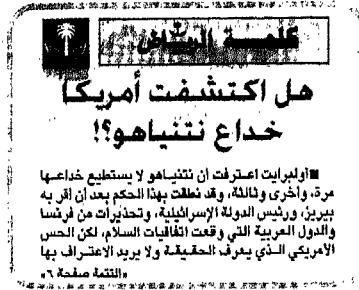 كلمة الرياض
هل اكتشفت أمريكا
خداع نتنياهو؟!
■أولبرايت اعترفت أن نتنياهو لا يستطيع خداعها
مرة، وأخرى وثالثة، وقد نطقت بهذا الحكم بعد أن أقر به
بيريز، ورئيس الدولة الإسرائيلية، وتحذيرات من فرنسا
والدول العربية التي وقعت اتفاقيات السلام، لكن الحس
الأمريكي الذي يعرف الحقيقة ولا يريد الاعتراف بها
«التتمة صفحة ٦»